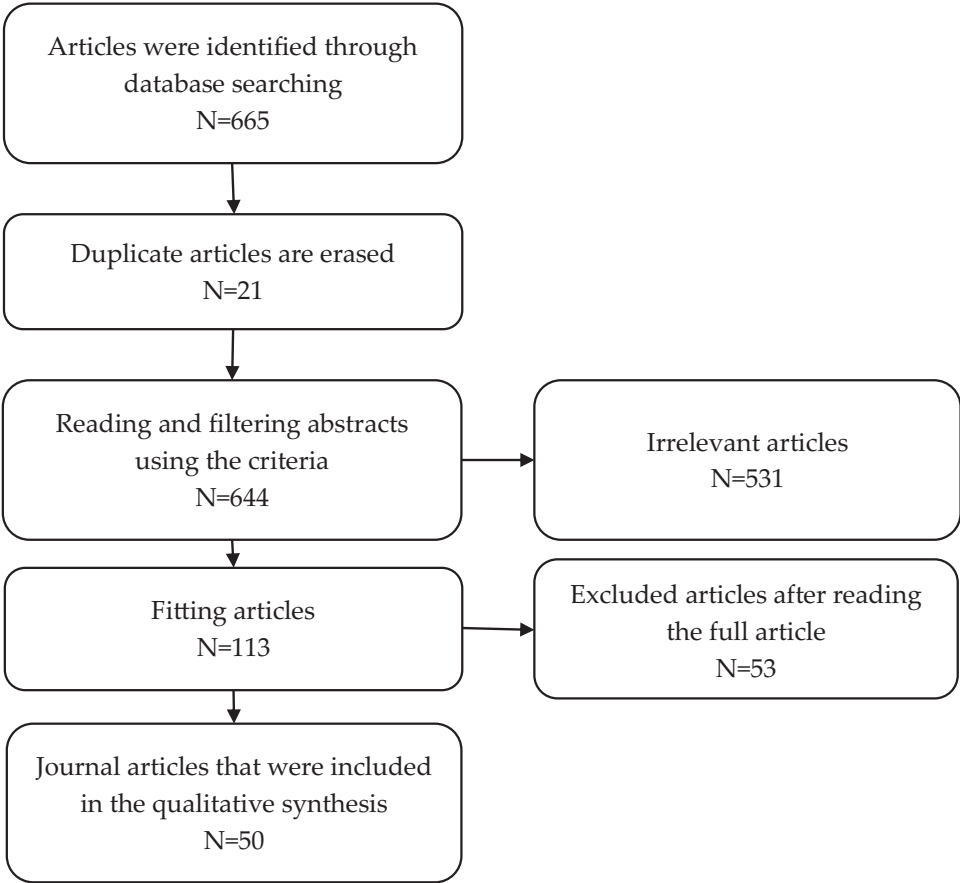 Articles were identified through
database searching
N=665
Duplicate articles are erased
N=21
Reading and filtering abstracts
using the criteria
N=644
Irrelevant articles
N=531
Fitting articles
N=113
Excluded articles after reading
the full article
N=53
Journal articles that were included
in the qualitative synthesis
N=50